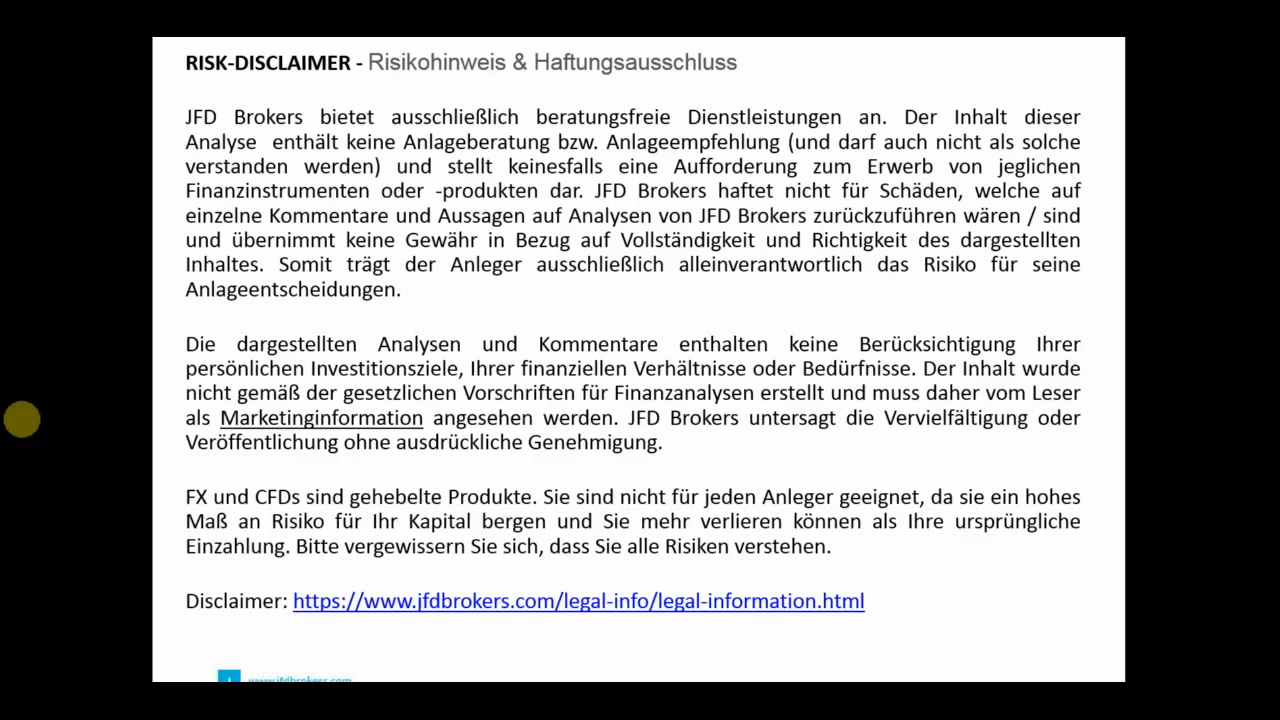 RISK-DISCLAIMER - Risikohinweis & Haftungsausschluss
JFD Brokers bietet ausschließlich beratungsfreie Dienstleistungen an. Der Inhalt dieser
Analyse enthält keine Anlageberatung bzw. Anlageempfehlung (und darf auch nicht als solche
verstanden werden) und stellt keinesfalls eine Aufforderung zum Erwerb von jeglichen
Finanzinstrumenten oder -produkten dar. JFD Brokers haftet nicht für Schäden, welche auf
einzelne Kommentare und Aussagen auf Analysen von JFD Brokers zurückzuführen wären / sind
und übernimmt keine Gewähr in Bezug auf Vollständigkeit und Richtigkeit des dargestellten
Inhaltes. Somit trägt der Anleger ausschließlich alleinverantwortlich das Risiko für seine
Anlageentscheidungen.
Die dargestellten Analysen und Kommentare enthalten keine Berücksichtigung Ihrer
persönlichen Investitionsziele, Ihrer finanziellen Verhältnisse oder Bedürfnisse. Der Inhalt wurde
nicht gemäß der gesetzlichen Vorschriften für Finanzanalysen erstellt und muss daher vom Leser
als Marketinginformation angesehen werden. JFD Brokers untersagt die Vervielfältigung oder
Veröffentlichung ohne ausdrückliche Genehmigung.
FX und CFDs sind gehebelte Produkte. Sie sind nicht für jeden Anleger geeignet, da sie ein hohes
Maß an Risiko für Ihr Kapital bergen und Sie mehr verlieren können als Ihre ursprüngliche
Einzahlung. Bitte vergewissern Sie sich, dass Sie alle Risiken verstehen.
Disclaimer: https://www.jfdbrokers.com/legal-info/legal-information.html
www.jfdbrokers.com